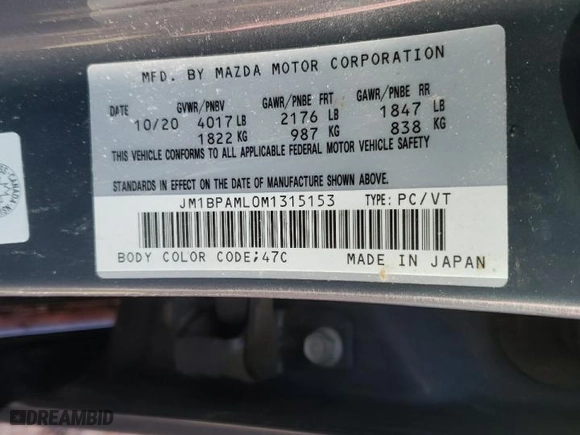 MFD. BY MAZDA MOTOR CORPORATION
DATE GVWR/PNBV GAWR/PNBE FRT GAWR/PNBE RR
10/20 4017 LB 2176 LB 1847 LB
1822 KG 987 KG 838 KG
THIS VEHICLE CONFORMS TO ALL APPLICABLE FEDERAL MOTOR VEHICLE SAFETY
STANDARDS IN EFFECT ON THE DATE OF MANUFACTURE SHOWN ABOVE.
JM1BPAML0M1315153 TYPE: PC/VT
BODY COLOR CODE;47C MADE IN JAPAN
DREAMBID